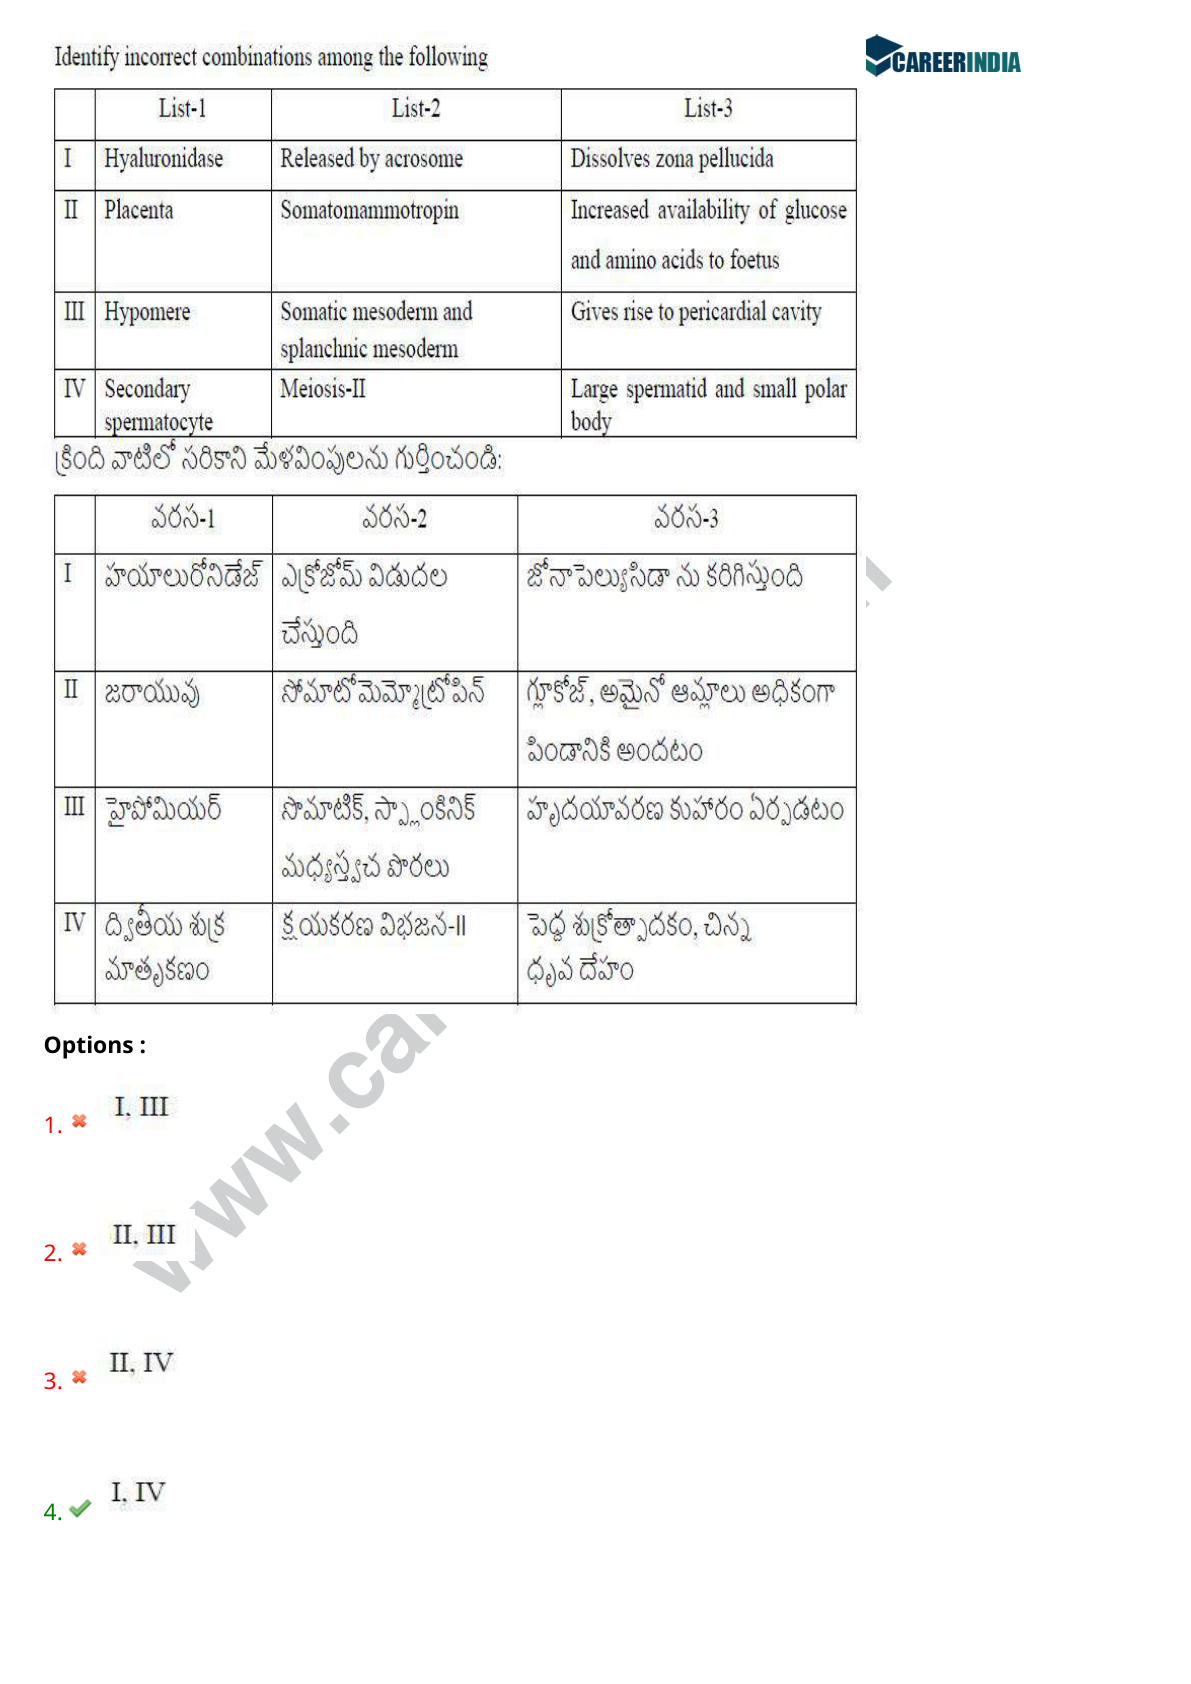 Identify incorrect combinations among the following
CAREERINDIA
List-1 List-2 List-3
I Hyaluronidase Released by acrosome Dissolves zona pellucida
II Placenta Somatomammotropin Increased availability of glucose
and amino acids to foetus
III Hypomere Somatic mesoderm and Gives rise to pericardial cavity
splanchnic mesoderm
IV Secondary Meiosis-II Large spermatid and small polar
spermatocyte body
క్రింది వాటిలో సరికాని మేళవింపులను గుర్తించండి:
వరస-1 వరస-2 వరస-3
I హయాలురోనిడేజ్ ఎక్రోజోమ్ విడుదల జోనాపెల్యుసిడా ను కరిగిస్తుంది
చేస్తుంది
II జరాయువు సోమాటోమెమ్మోట్రోపిన్ గ్లూకోజ్, అమైనో ఆమ్లాలు అధికంగా
పిండానికి అందటం
III హైపోమియర్ సొమాటిక్, స్ప్లాంకినిక్ హృదయావరణ కుహారం ఏర్పడటం
మధ్యస్త్వచ పొరలు
IV ద్వితీయ శుక్ర క్షయకరణ విభజన-II పెద్ద శుక్రోత్పాదకం, చిన్న
మాతృకణం ధృవ దేహం
www.car
Options :
1. I, III
2. II, III
3. II, IV
4. I, IV